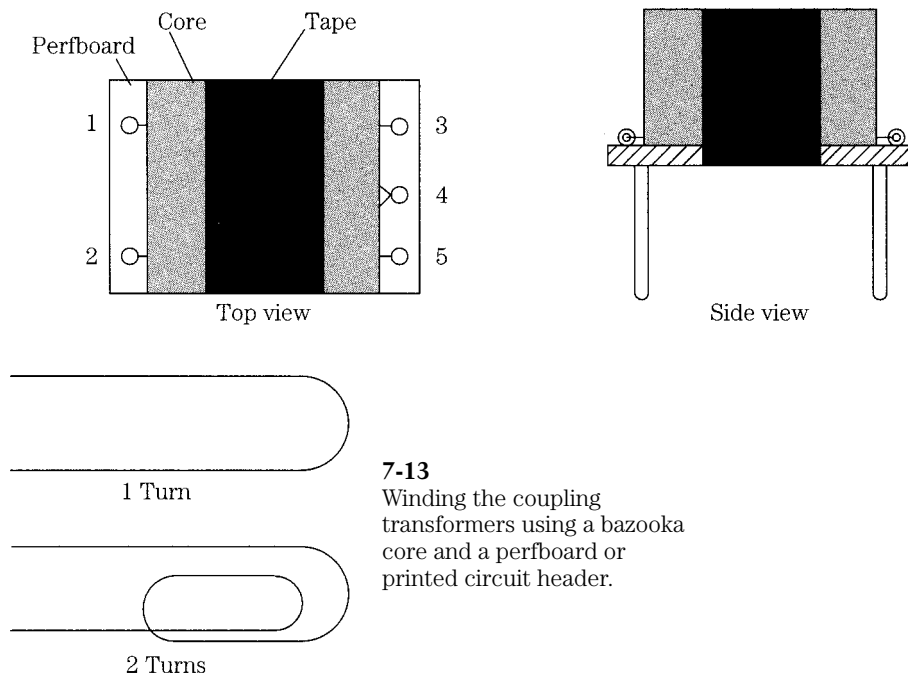 Core
Tape
Perfboard
1
3
4
2
5
Top view
Side view
1 Turn
7-13
Winding the coupling
transformers using a bazooka
core and a perfboard or
printed circuit header.
2 Turns